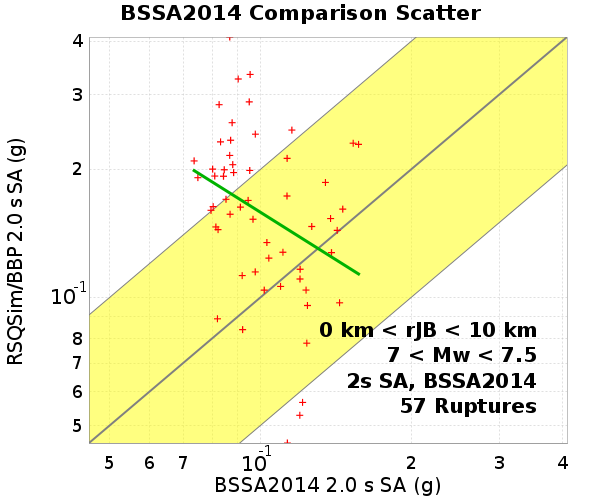 BSSA2014 Comparison Scatter
RSQSim/BBP 2.0 s SA (g)
4
3
2
10-1
8
7
6
5
0 km < rJB < 10 km
7 < Mw < 7.5
2s SA, BSSA2014
57 Ruptures
5 6 7 10-1 2 3 4
BSSA2014 2.0 s SA (g)